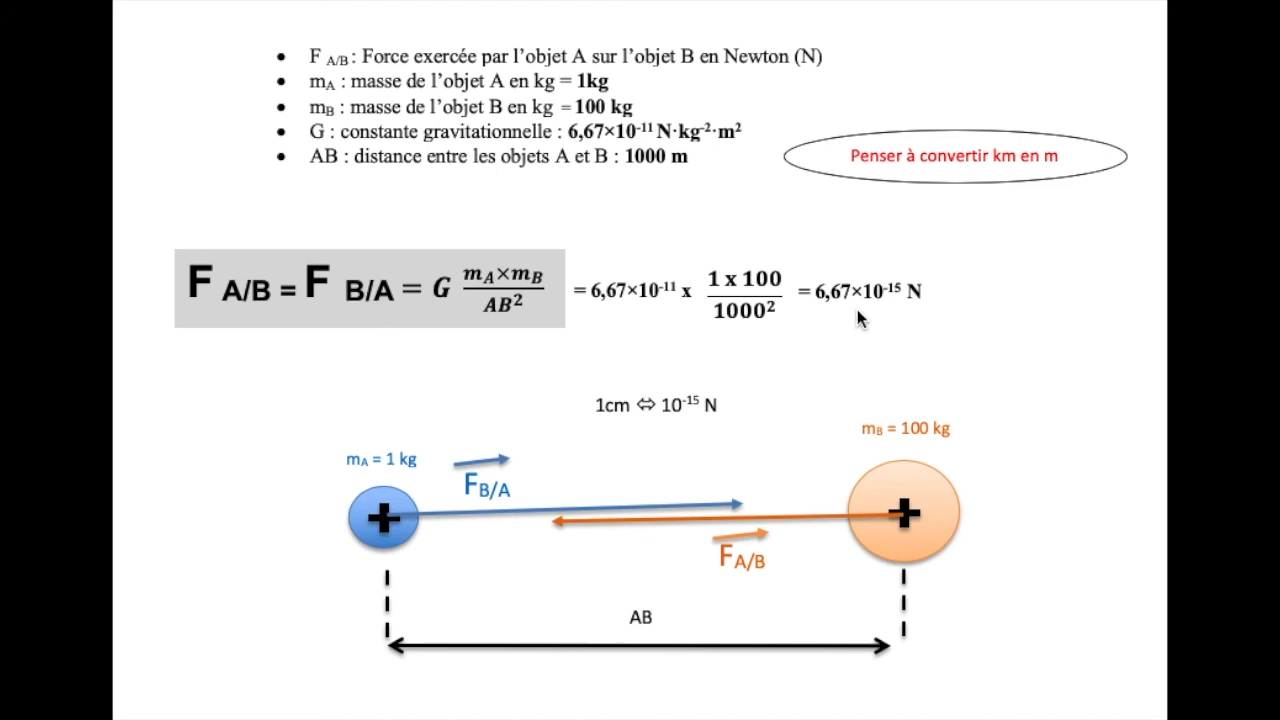 • F A/B : Force exercée par l’objet A sur l’objet B en Newton (N)
• mA : masse de l’objet A en kg = 1kg
• mB : masse de l’objet B en kg = 100 kg
• G : constante gravitationnelle : 6,67×10⁻¹¹ N·kg⁻²·m²
• AB : distance entre les objets A et B : 1000 m
Penser à convertir km en m
F A/B = F B/A = G mA×mB / AB² = 6,67×10⁻¹¹ x 1 x 100 / 1000² = 6,67×10⁻¹⁵ N
1cm ⇔ 10⁻¹⁵ N
mB = 100 kg
mA = 1 kg
FB/A
FA/B
AB